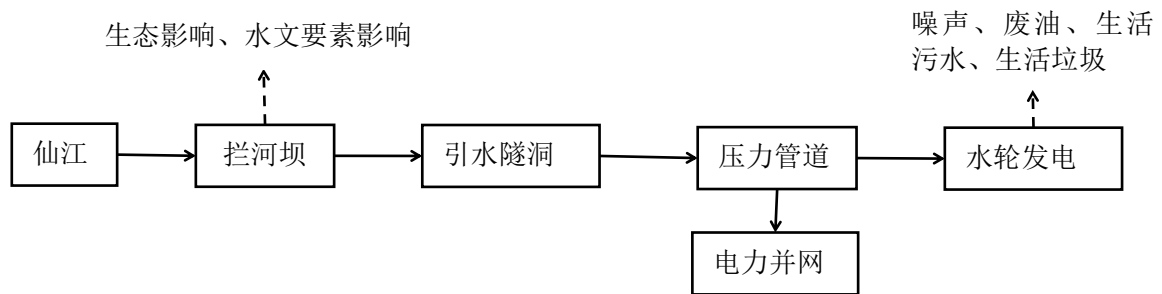 生态影响、水文要素影响
噪声、废油、生活
污水、生活垃圾
仙江
拦河坝
引水隧洞
压力管道
水轮发电
电力并网